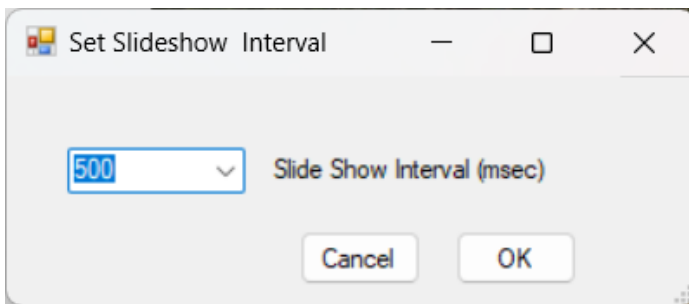 Set Slideshow  Interval
500 Slide Show Interval (msec)
Cancel OK